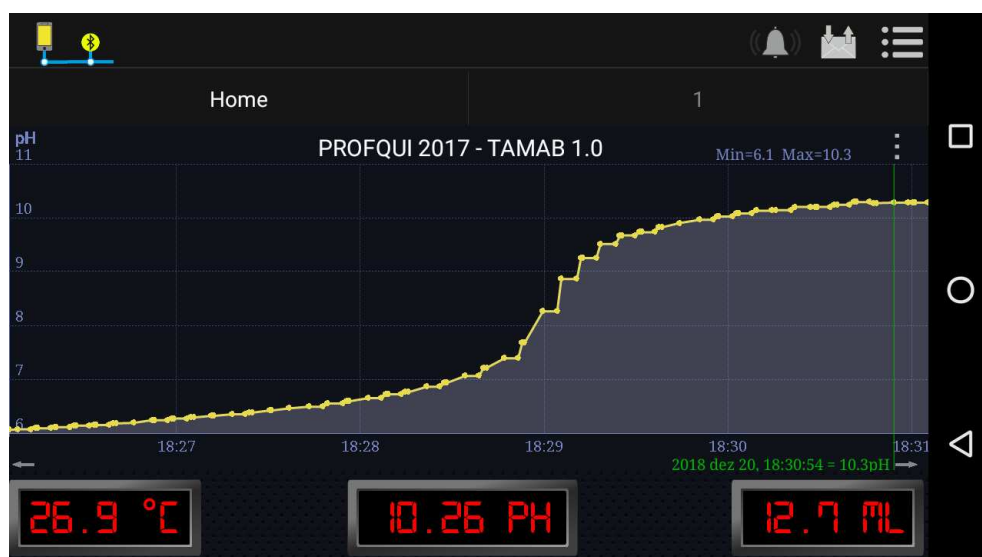 Home
1
pH
11
PROFQUI 2017 - TAMAB 1.0
Min=6.1 Max=10.3
10
9
8
7
6
18:27
18:28
18:29
18:30
18:31
2018 dez 20, 18:30:54 = 10.3pH
26.9 °C
10.26 PH
12.7 ML